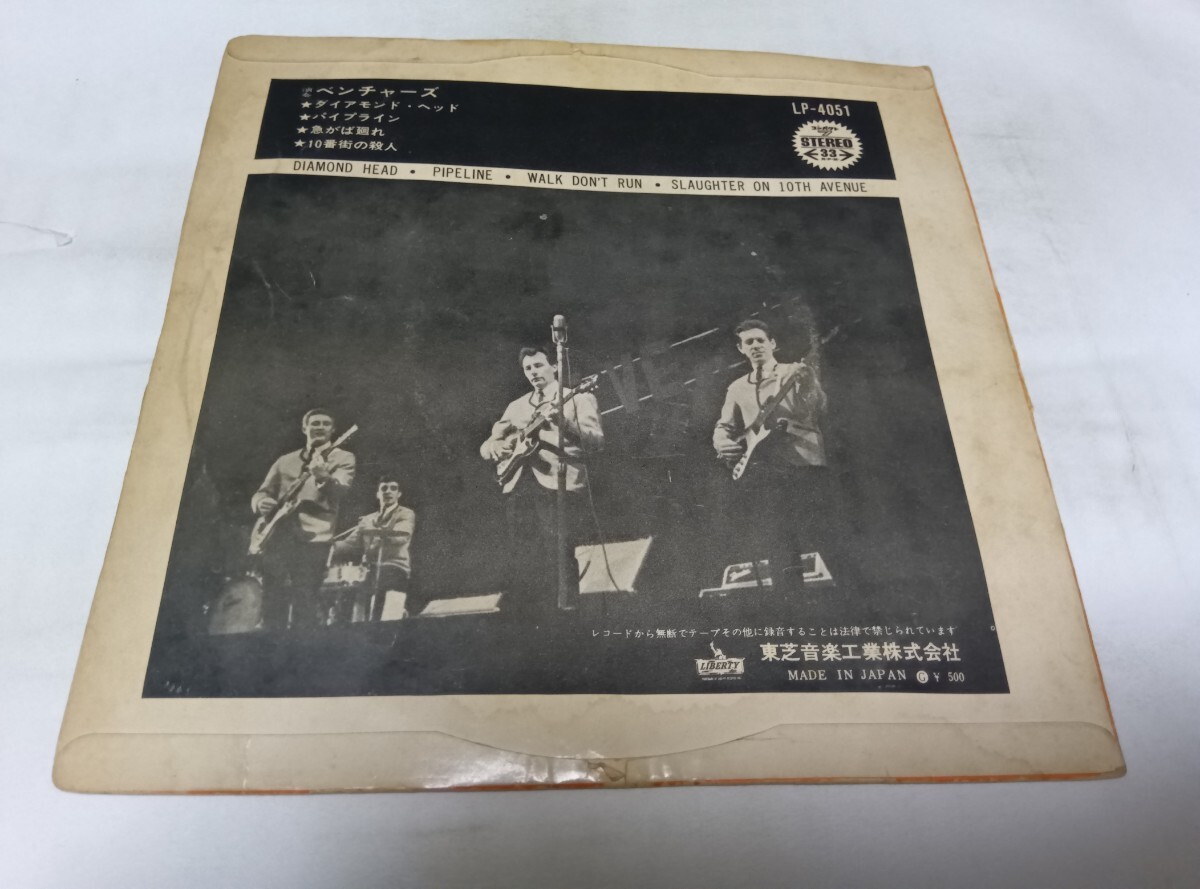 演奏 ベンチャーズ
★ダイアモンド・ヘッド
★パイプライン
★急がば廻れ
★10番街の殺人
LP-4051
STEREO
33
DIAMOND HEAD • PIPELINE • WALK DON'T RUN • SLAUGHTER ON 10TH AVENUE
レコードから無断でテープその他に録音することは法律で禁じられています
LIBERTY
東芝音楽工業株式会社
MADE IN JAPAN Ⓖ ¥ 500